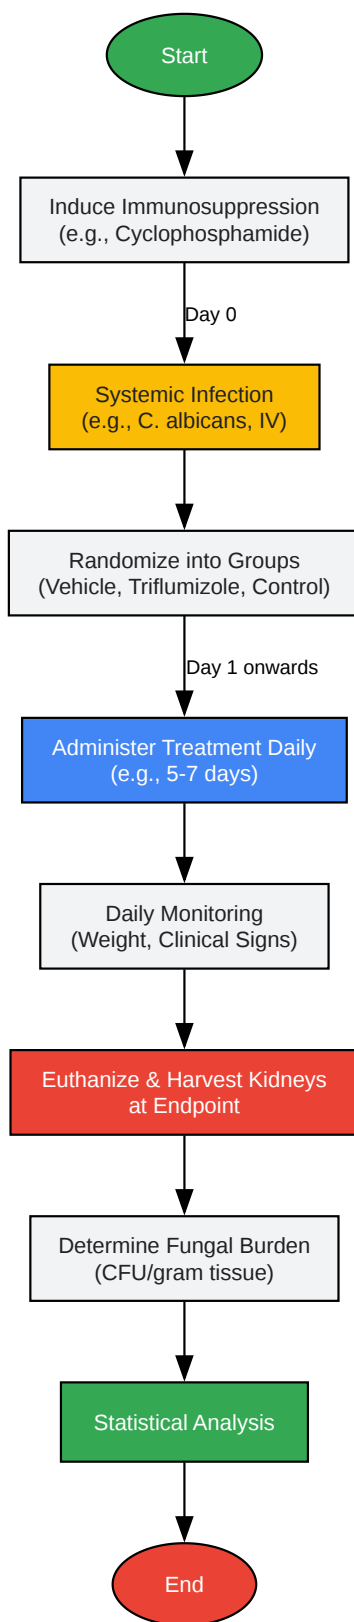 Start
Induce Immunosuppression
(e.g., Cyclophosphamide)
Day 0
Systemic Infection
(e.g., C. albicans, IV)
Randomize into Groups
(Vehicle, Triflumizole, Control)
Day 1 onwards
Administer Treatment Daily
(e.g., 5-7 days)
Daily Monitoring
(Weight, Clinical Signs)
Euthanize & Harvest Kidneys
at Endpoint
Determine Fungal Burden
(CFU/gram tissue)
Statistical Analysis
End